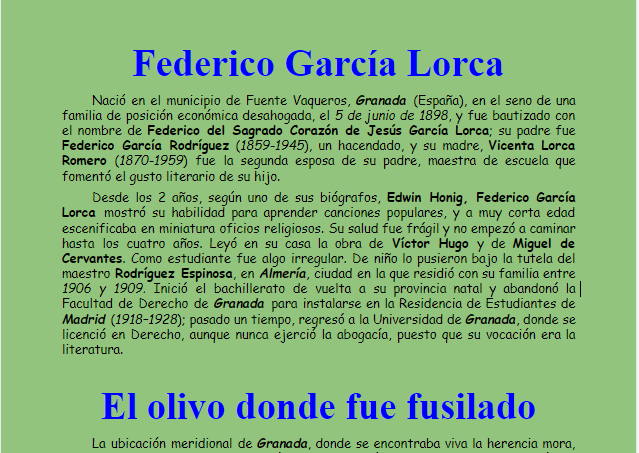 Federico García Lorca
Nació en el municipio de Fuente Vaqueros, Granada (España), en el seno de una
familia de posición económica desahogada, el 5 de junio de 1898, y fue bautizado con
el nombre de Federico del Sagrado Corazón de Jesús García Lorca; su padre fue
Federico García Rodríguez (1859-1945), un hacendado, y su madre, Vicenta Lorca
Romero (1870-1959) fue la segunda esposa de su padre, maestra de escuela que
fomentó el gusto literario de su hijo.
Desde los 2 años, según uno de sus biógrafos, Edwin Honig, Federico García
Lorca mostró su habilidad para aprender canciones populares, y a muy corta edad
escenificaba en miniatura oficios religiosos. Su salud fue frágil y no empezó a caminar
hasta los cuatro años. Leyó en su casa la obra de Víctor Hugo y de Miguel de
Cervantes. Como estudiante fue algo irregular. De niño lo pusieron bajo la tutela del
maestro Rodríguez Espinosa, en Almería, ciudad en la que residió con su familia entre
1906 y 1909. Inició el bachillerato de vuelta a su provincia natal y abandonó la
Facultad de Derecho de Granada para instalarse en la Residencia de Estudiantes de
Madrid (1918-1928); pasado un tiempo, regresó a la Universidad de Granada, donde se
licenció en Derecho, aunque nunca ejerció la abogacía, puesto que su vocación era la
literatura.
El olivo donde fue fusilado
La ubicación meridional de Granada, donde se encontraba viva la herencia mora,